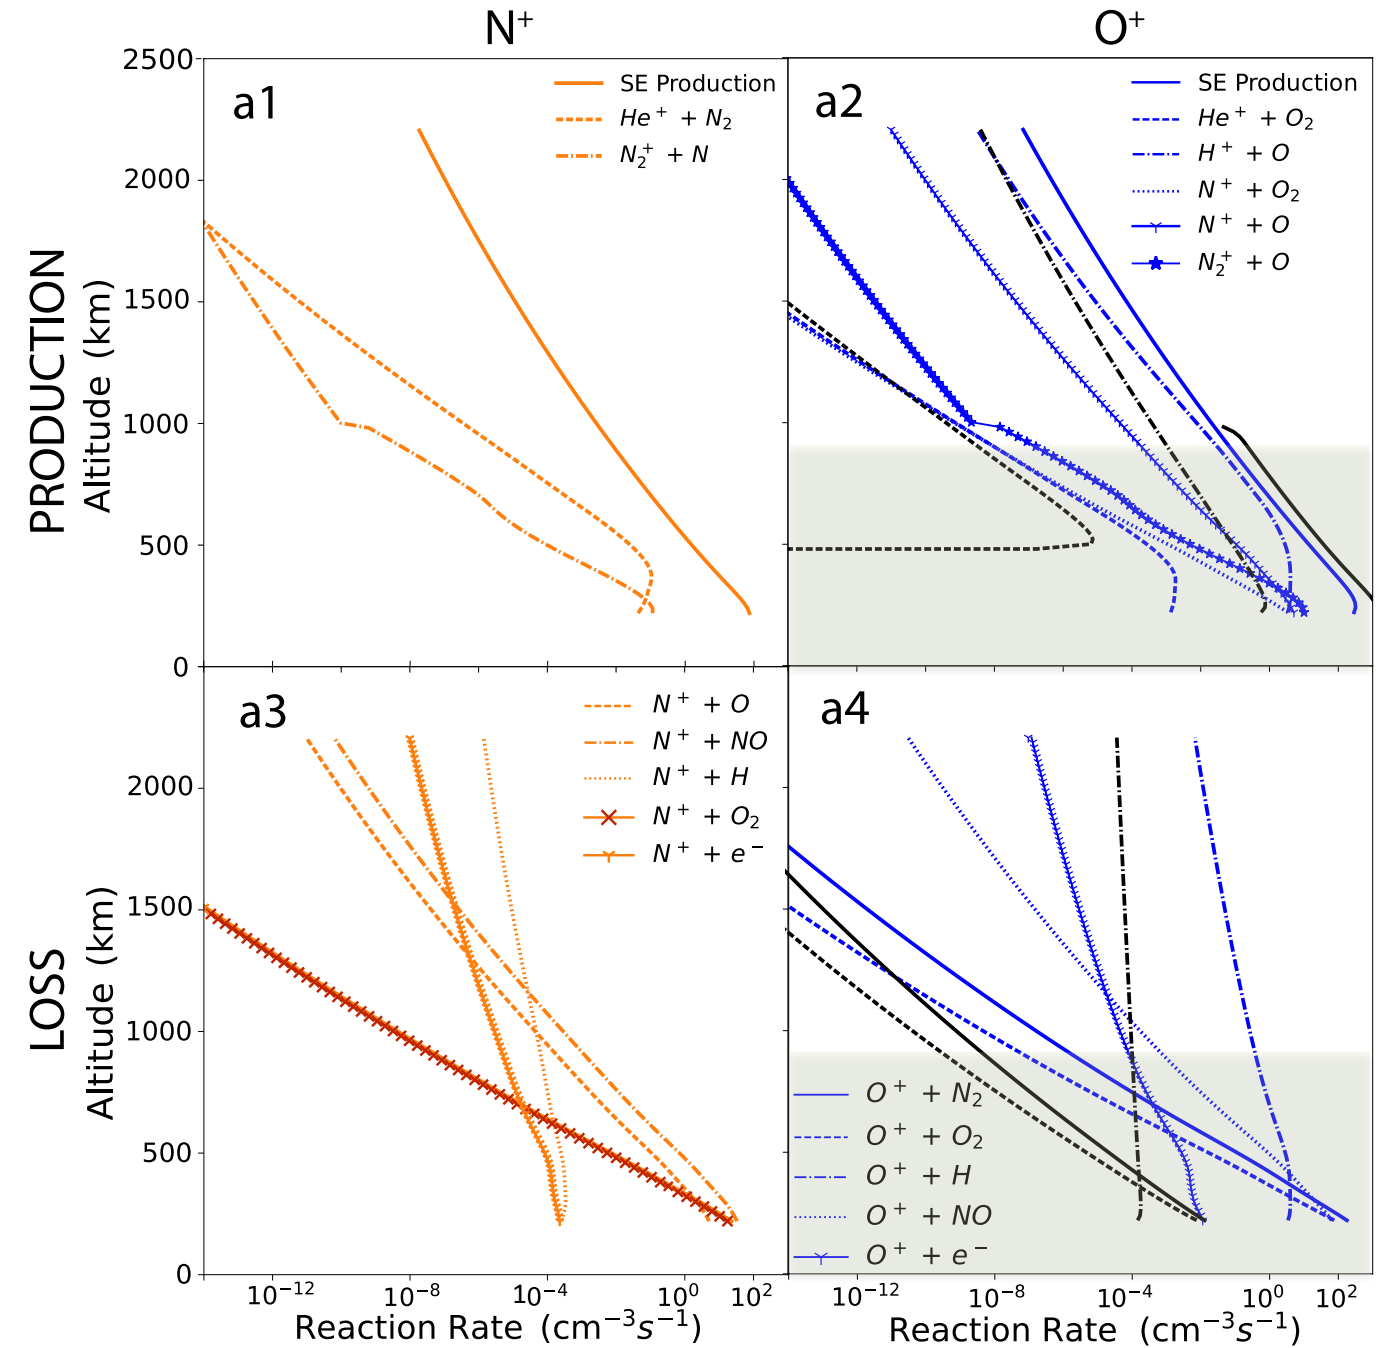 N⁺ O⁺
PRODUCTION
Altitude (km)
2500
2000
1500
1000
500
0
a1
SE Production
He⁺ + N₂
N₂⁺ + N
a2
SE Production
He⁺ + O₂
H⁺ + O
N⁺ + O₂
N⁺ + O
N₂⁺ + O
LOSS
Altitude (km)
2000
1500
1000
500
0
a3
N⁺ + O
N⁺ + NO
N⁺ + H
N⁺ + O₂
N⁺ + e⁻
a4
O⁺ + N₂
O⁺ + O₂
O⁺ + H
O⁺ + NO
O⁺ + e⁻
10⁻¹² 10⁻⁸ 10⁻⁴ 10⁰ 10² 10⁻¹² 10⁻⁸ 10⁻⁴ 10⁰ 10²
Reaction Rate (cm⁻³s⁻¹) Reaction Rate (cm⁻³s⁻¹)